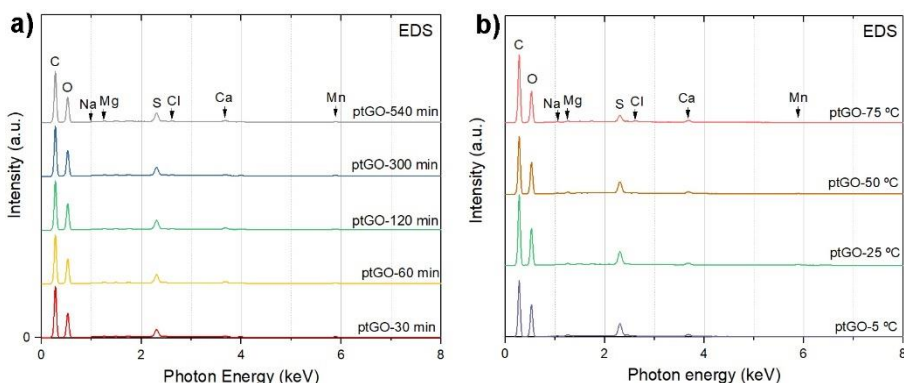 a)
EDS
C
O
Na
Mg
S
Cl
Ca
Mn
ptGO-540 min
ptGO-300 min
ptGO-120 min
ptGO-60 min
ptGO-30 min
Intensity (a.u.)
0
0 2 4 6 8
Photon Energy (keV)
b)
EDS
C
O
Na
Mg
S
Cl
Ca
Mn
ptGO-75 ºC
ptGO-50 ºC
ptGO-25 ºC
ptGO-5 ºC
Intensity (a.u.)
0 2 4 6 8
Photon energy (keV)